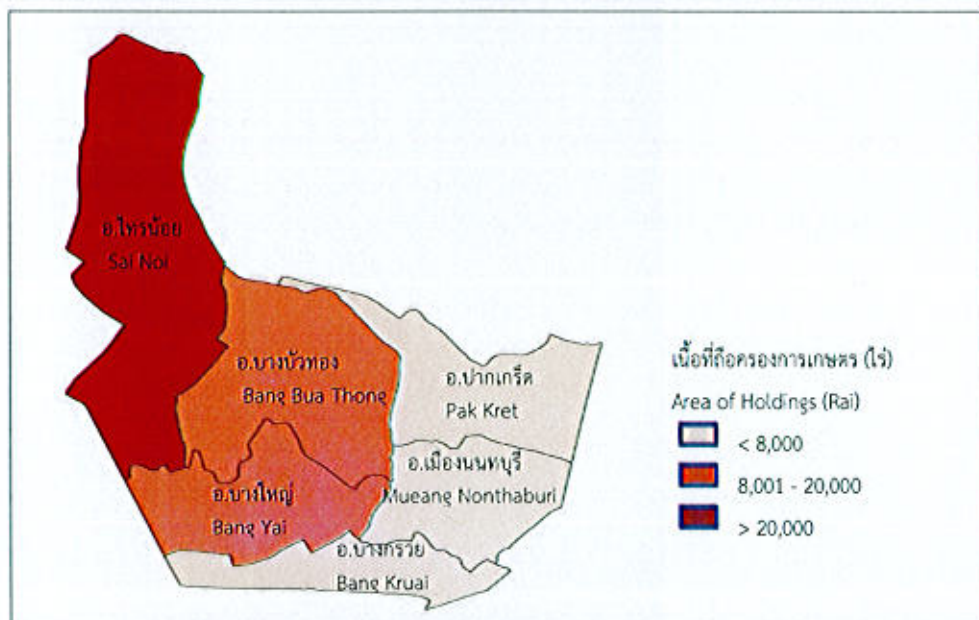 อ.ไทรน้อย
Sai Noi
อ.บางบัวทอง
Bang Bua Thong
อ.ปากเกร็ด
Pak Kret
อ.เมืองนนทบุรี
Mueang Nonthaburi
อ.บางใหญ่
Bang Yai
อ.บางกรวย
Bang Kruai
เนื้อที่ถือครองการเกษตร (ไร่)
Area of Holdings (Rai)
< 8,000
8,001 - 20,000
> 20,000